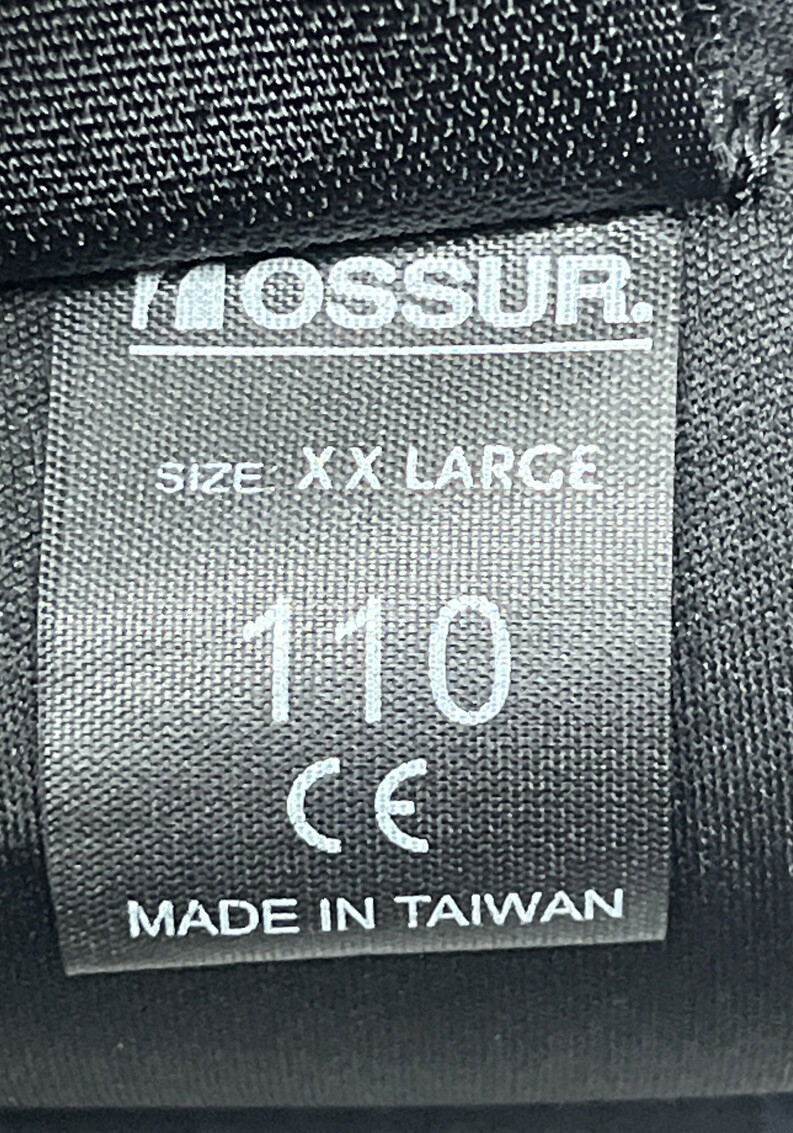 OSSUR.
SIZE: XX LARGE
110
CE
MADE IN TAIWAN